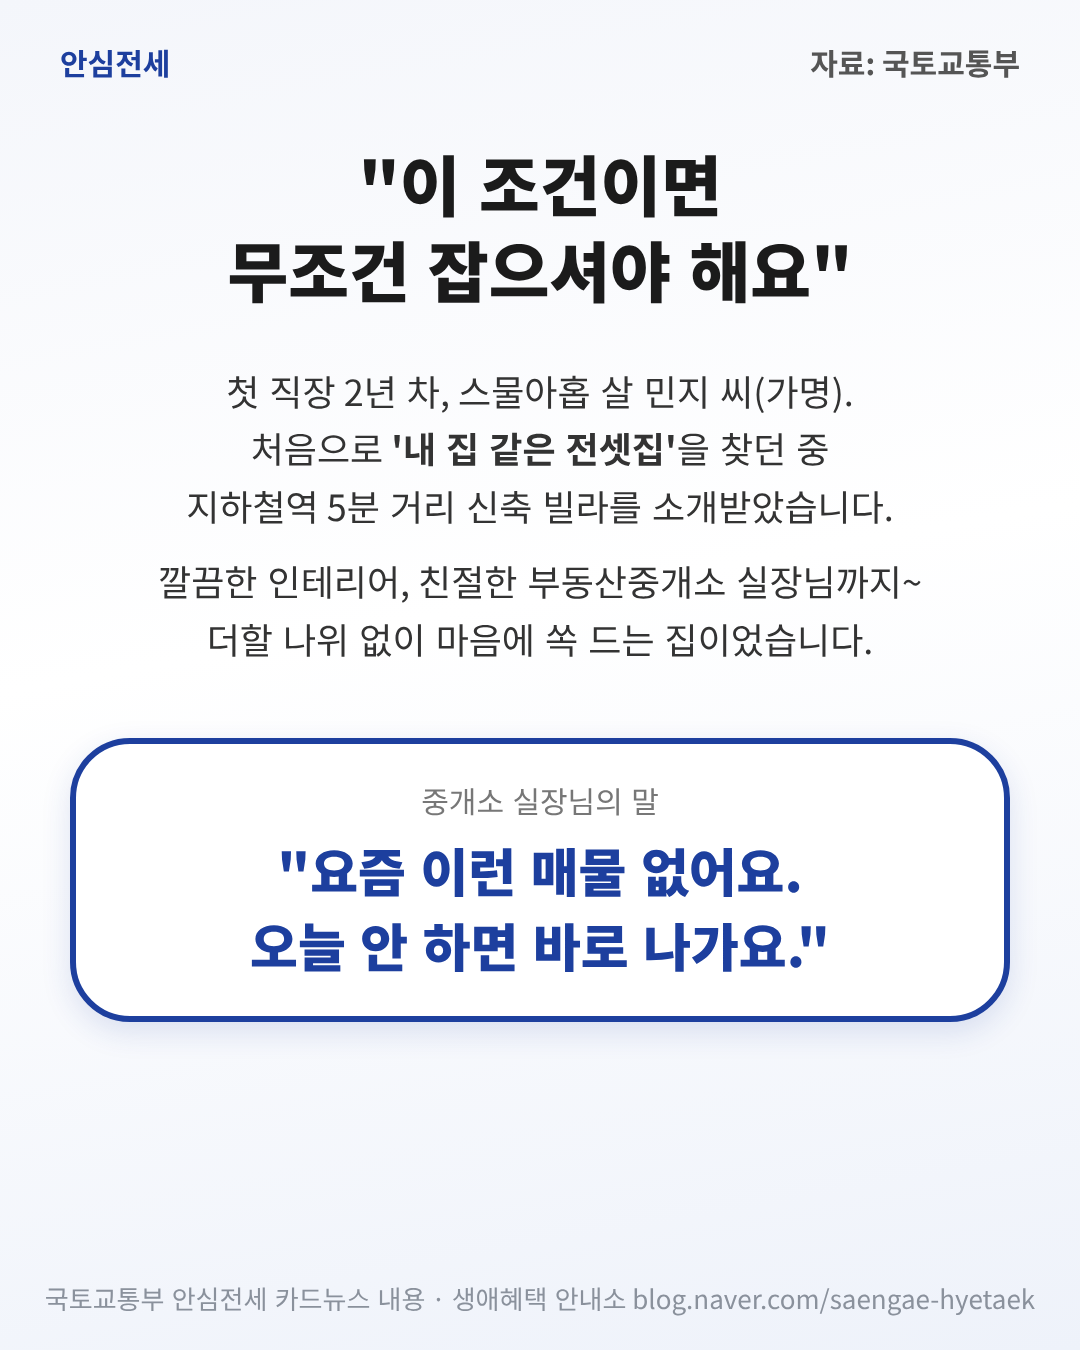 안심전세
자료: 국토교통부
"이 조건이면
무조건 잡으셔야 해요"
첫 직장 2년 차, 스물아홉 살 민지 씨(가명).
처음으로 '내 집 같은 전셋집'을 찾던 중
지하철역 5분 거리 신축 빌라를 소개받았습니다.
깔끔한 인테리어, 친절한 부동산중개소 실장님까지~
더할 나위 없이 마음에 쏙 드는 집이었습니다.
중개소 실장님의 말
"요즘 이런 매물 없어요.
오늘 안 하면 바로 나가요."
국토교통부 안심전세 카드뉴스 내용 · 생애혜택 안내소 blog.naver.com/saengae-hyetaek